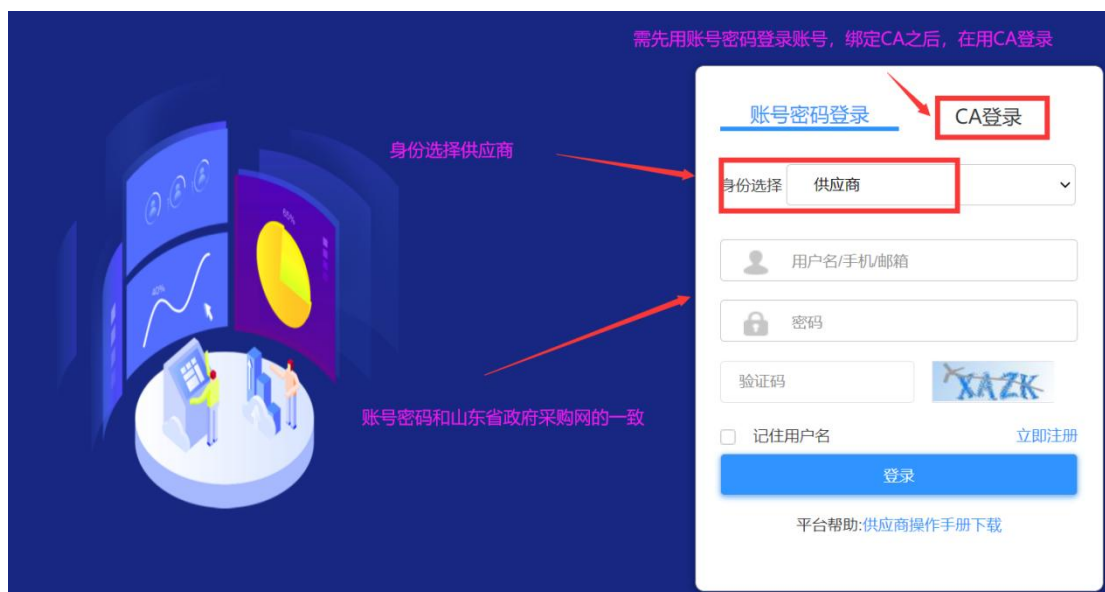 需先用账号密码登录账号，绑定CA之后，在用CA登录
账号密码登录
CA登录
身份选择供应商
身份选择
供应商
用户名/手机/邮箱
密码
验证码
XAZK
账号密码和山东省政府采购网的一致
记住用户名
立即注册
登录
平台帮助:供应商操作手册下载
65%
40%